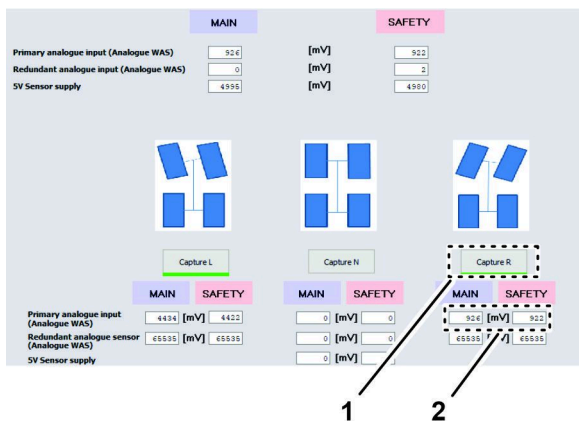 MAIN SAFETY
Primary analogue input (Analogue WAS) 926 [mV] 922
Redundant analogue input (Analogue WAS) 0 [mV] 2
5V Sensor supply 4995 4980
Capture L Capture N Capture R
MAIN SAFETY MAIN SAFETY MAIN SAFETY
Primary analogue input
(Analogue WAS) 4434 [mV] 4422 0 [mV] 0 926 [mV] 922
Redundant analogue sensor
(Analogue WAS) 65535 [mV] 65535 0 [mV] 0 65535 [mV] 65535
5V Sensor supply 0 [mV]
1 2